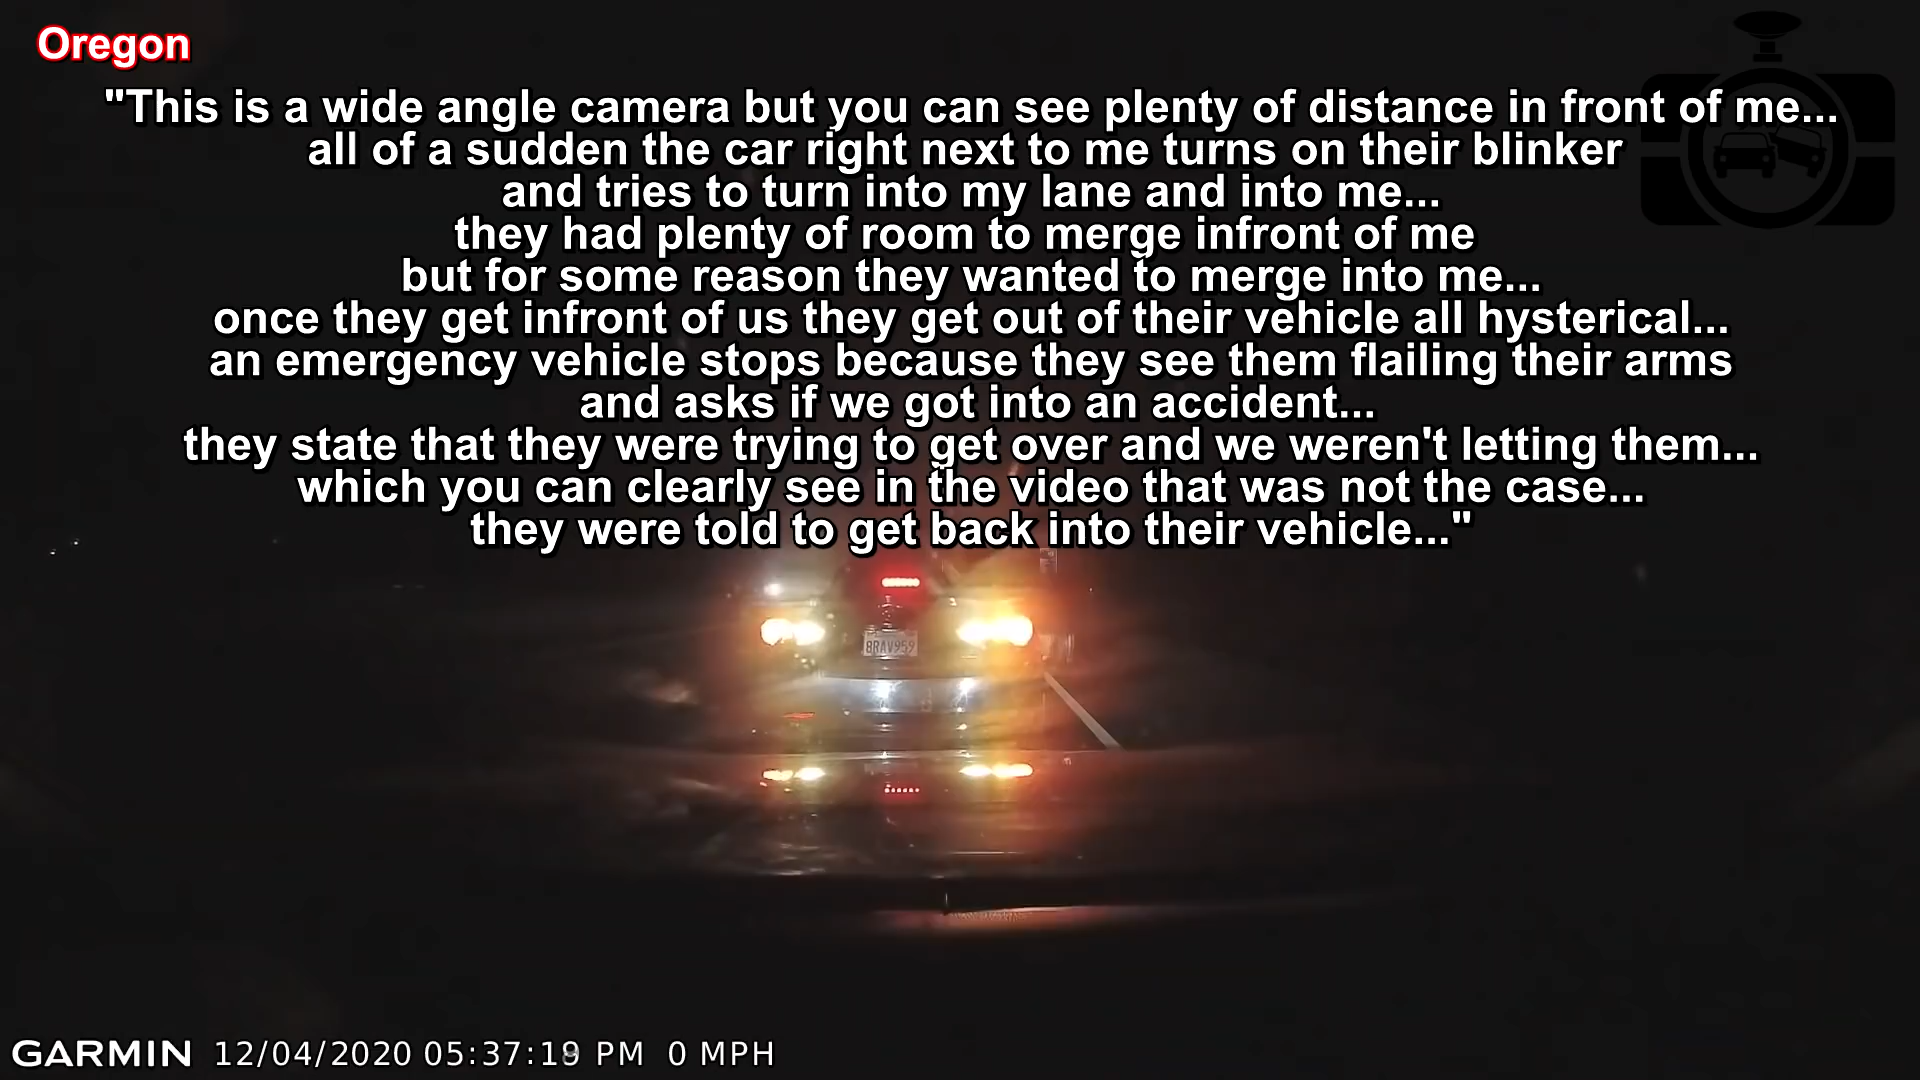 Oregon
"This is a wide angle camera but you can see plenty of distance in front of me...
all of a sudden the car right next to me turns on their blinker
and tries to turn into my lane and into me...
they had plenty of room to merge infront of me
but for some reason they wanted to merge into me...
once they get infront of us they get out of their vehicle all hysterical...
an emergency vehicle stops because they see them flailing their arms
and asks if we got into an accident...
they state that they were trying to get over and we weren't letting them...
which you can clearly see in the video that was not the case...
they were told to get back into their vehicle..."
8RAV959
GARMIN 12/04/2020 05:37:19 PM 0 MPH